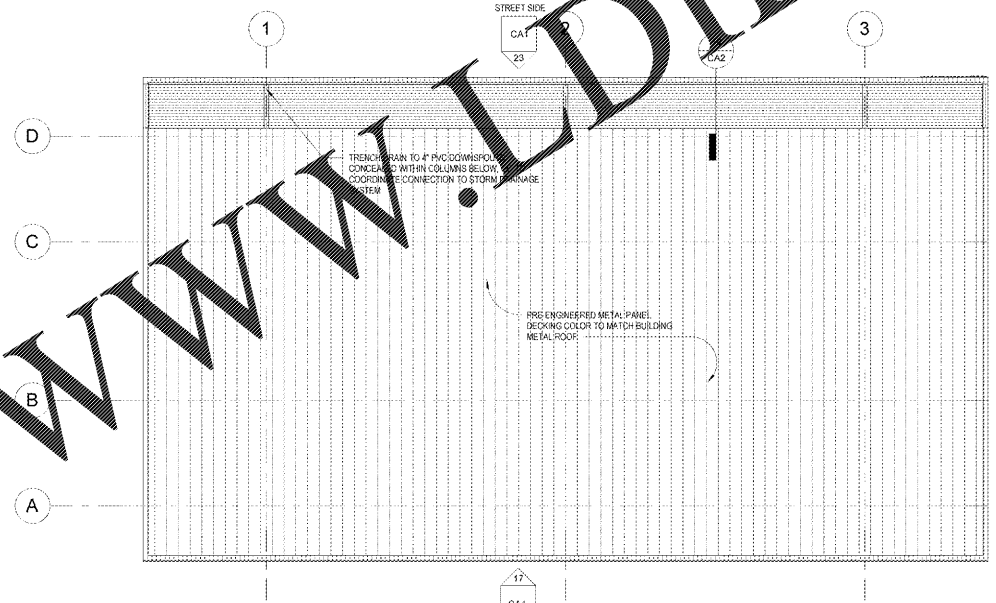 STREET SIDE
1
CA1
2
3
23
CA2
D
TRENCH DRAIN TO 4" PVC DOWNSPOUT
CONCEALED WITHIN COLUMNS BELOW,
COORDINATE CONNECTION TO STORM DRAINAGE
SYSTEM
WWW.LDI
C
PRE ENGINEERED METAL PANEL
DECKING COLOR TO MATCH BUILDING
METAL ROOF
B
A
17